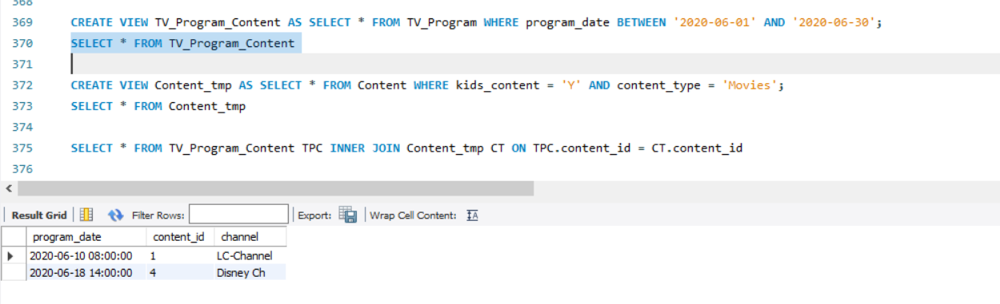 368
369 CREATE VIEW TV_Program_Content AS SELECT * FROM TV_Program WHERE program_date BETWEEN '2020-06-01' AND '2020-06-30';
370 SELECT * FROM TV_Program_Content
371
372 CREATE VIEW Content_tmp AS SELECT * FROM Content WHERE kids_content = 'Y' AND content_type = 'Movies';
373 SELECT * FROM Content_tmp
374
375 SELECT * FROM TV_Program_Content TPC INNER JOIN Content_tmp CT ON TPC.content_id = CT.content_id
376
Result Grid Filter Rows: Export: Wrap Cell Content: IA
program_date content_id channel
2020-06-10 08:00:00 1 LC-Channel
2020-06-18 14:00:00 4 Disney Ch